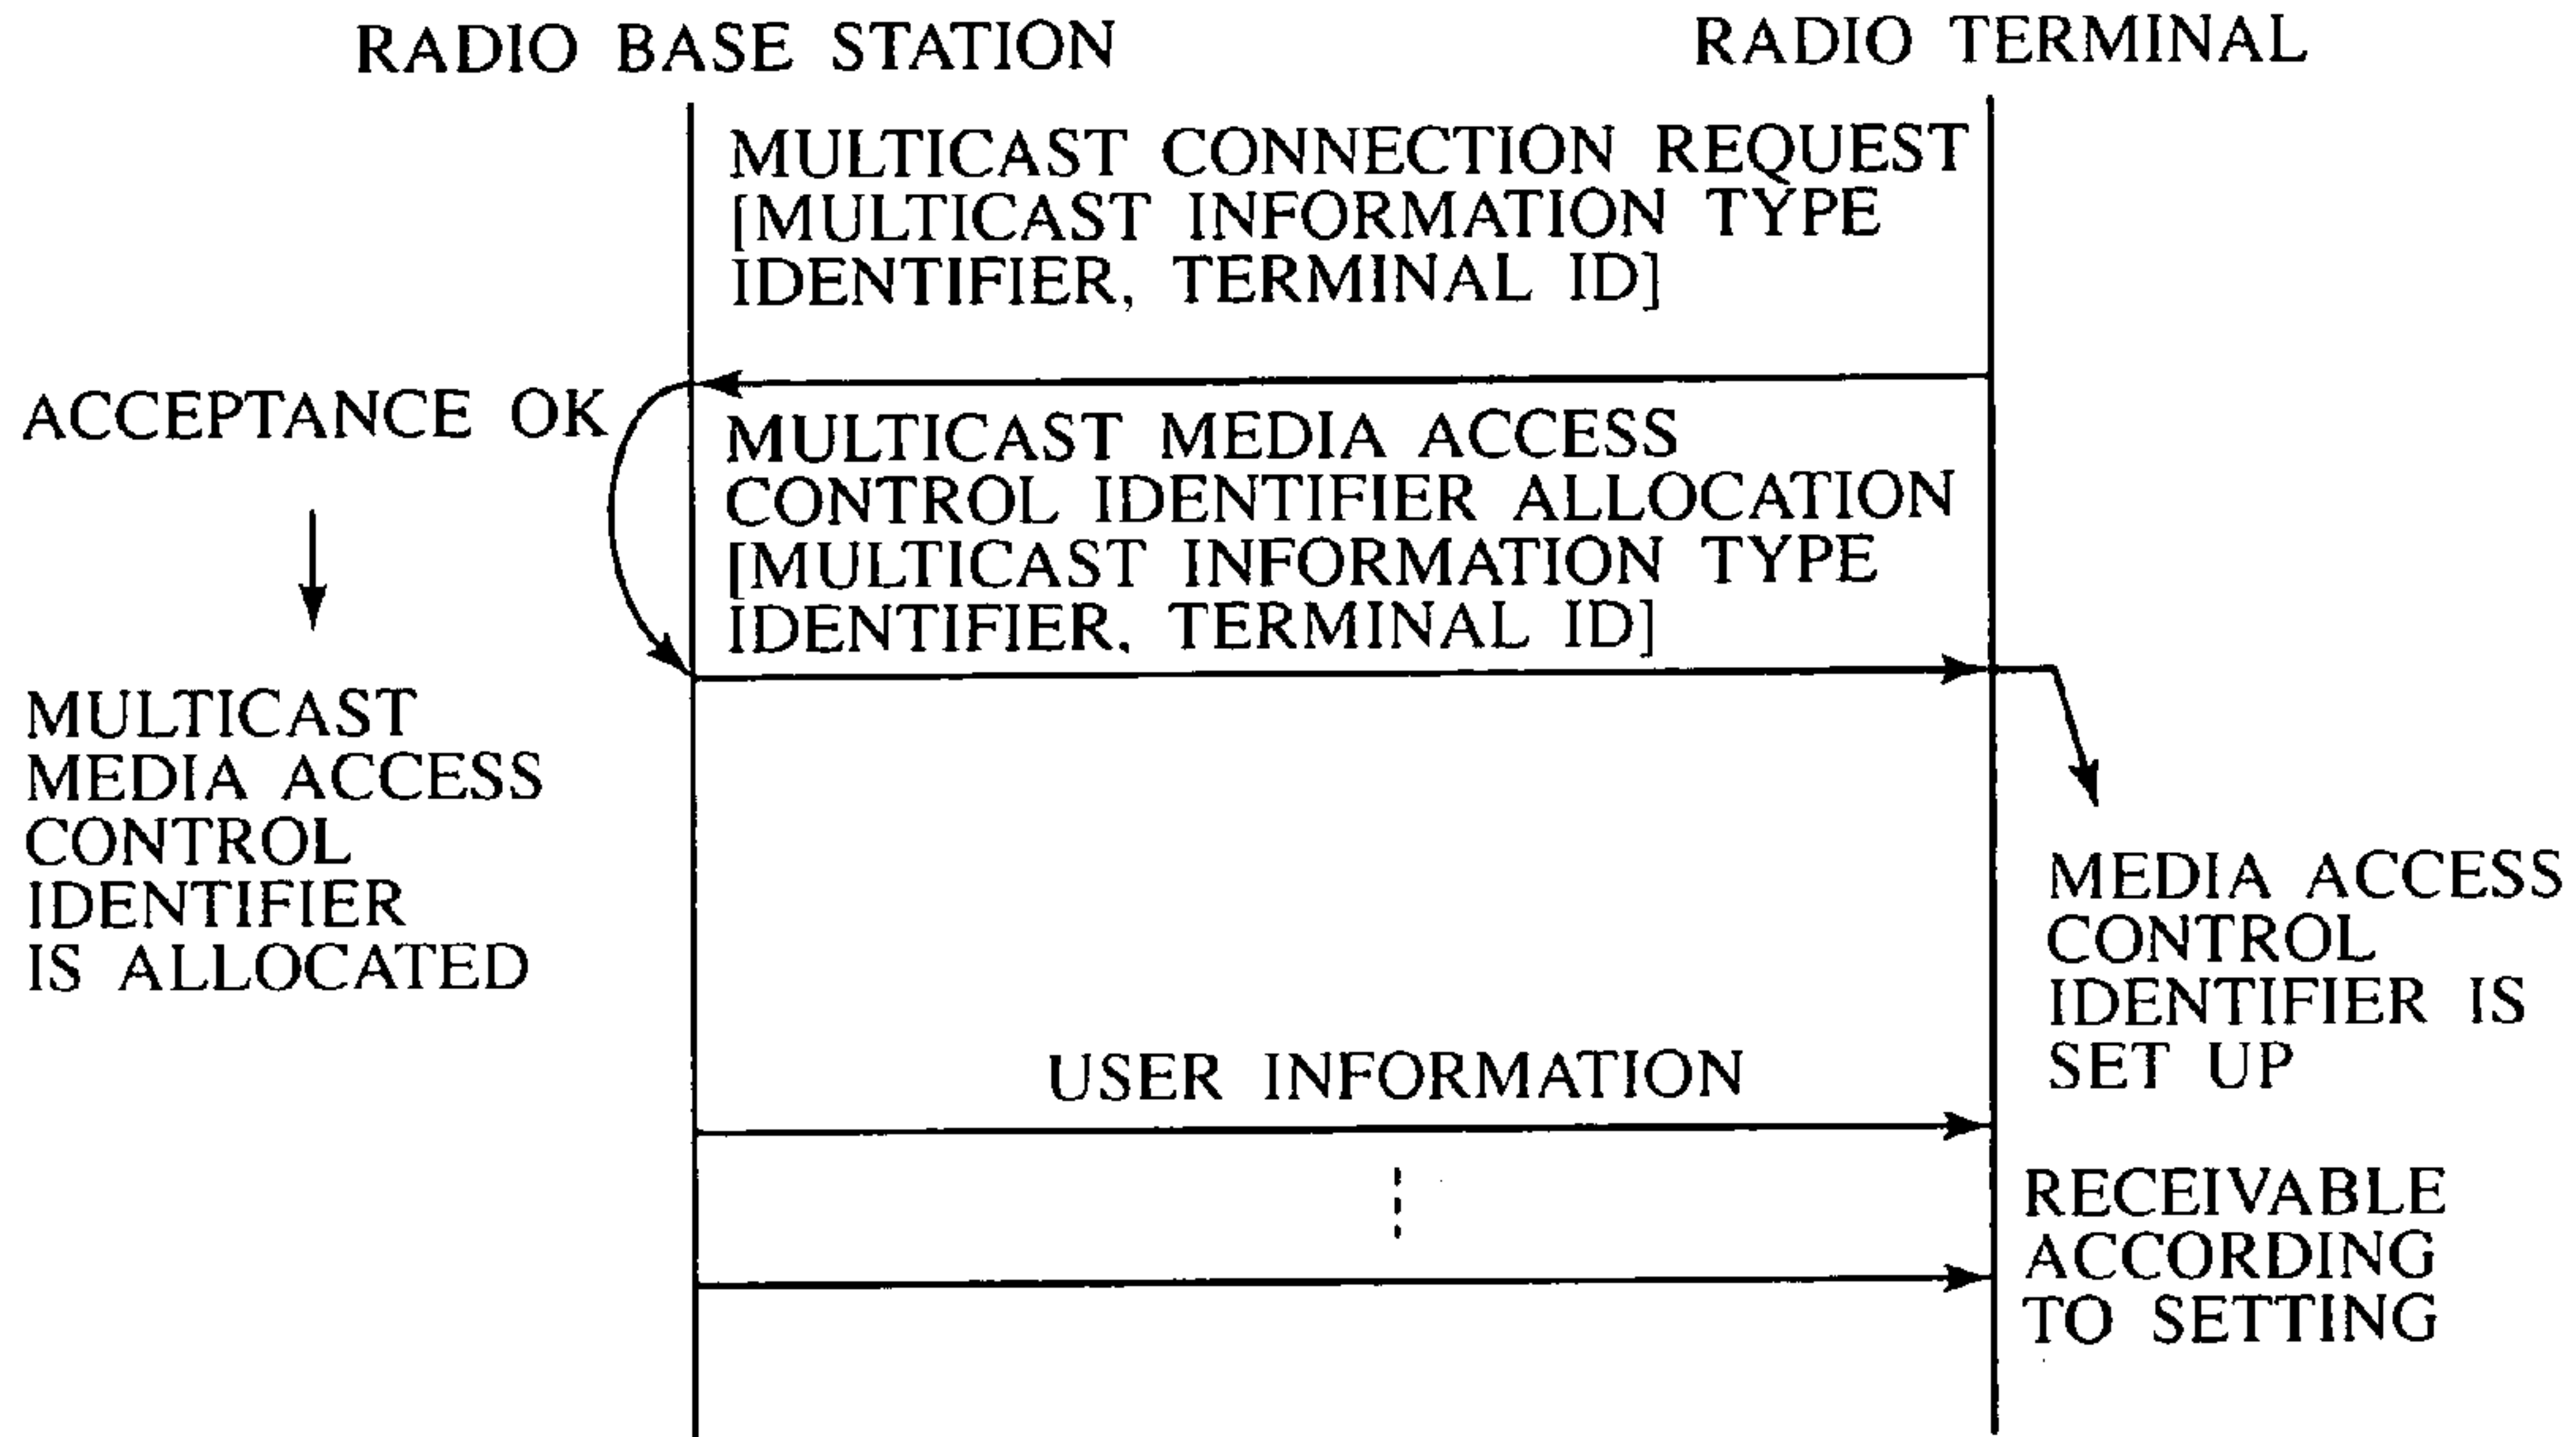 RADIO BASE STATION
RADIO TERMINAL
MULTICAST CONNECTION REQUEST
[MULTICAST INFORMATION TYPE
IDENTIFIER, TERMINAL ID]
ACCEPTANCE OK
MULTICAST MEDIA ACCESS
CONTROL IDENTIFIER ALLOCATION
[MULTICAST INFORMATION TYPE
IDENTIFIER. TERMINAL ID]
MULTICAST
MEDIA ACCESS
CONTROL
IDENTIFIER
IS ALLOCATED
MEDIA ACCESS
CONTROL
IDENTIFIER IS
SET UP
USER INFORMATION
RECEIVABLE
ACCORDING
TO SETTING